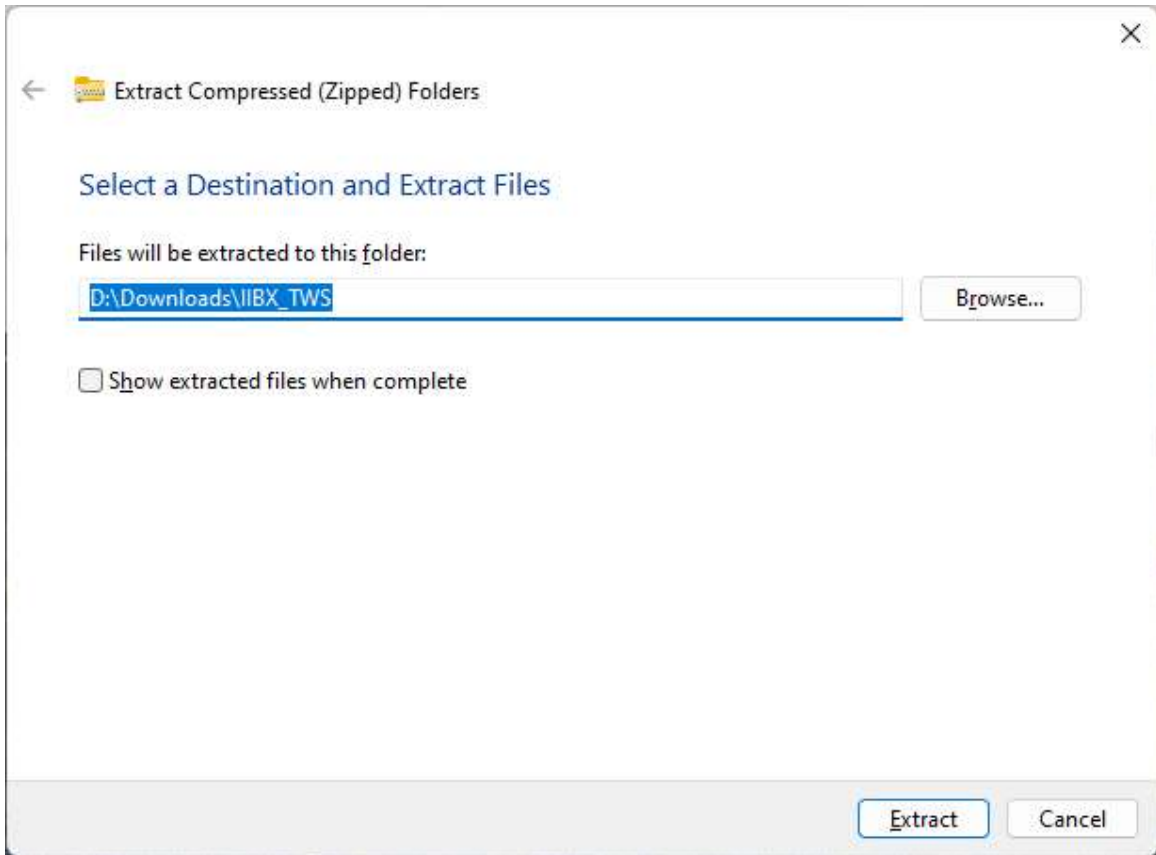 Extract Compressed (Zipped) Folders
Select a Destination and Extract Files
Files will be extracted to this folder:
D:\Downloads\IIBX_TWS
Browse...
Show extracted files when complete
Extract
Cancel